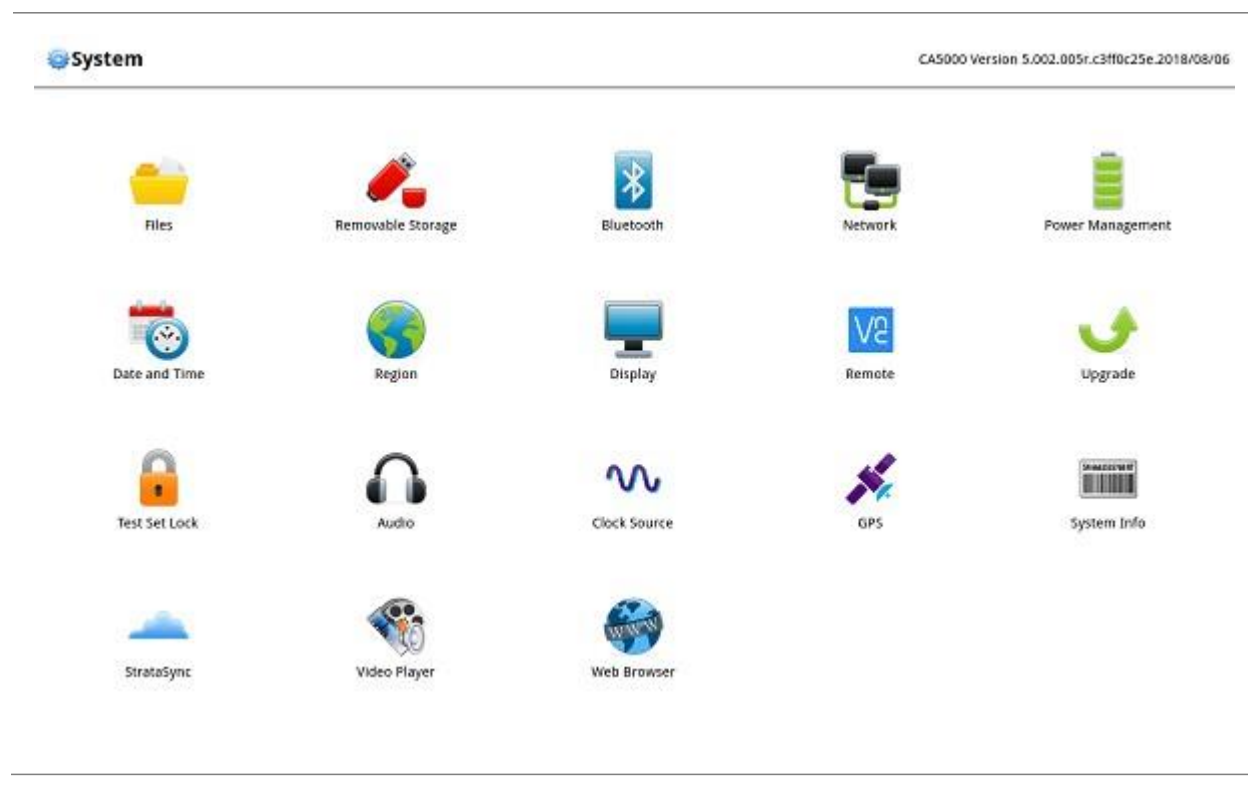 System
CA5000 Version 5.002.005r.c3ff0c25e.2018/08/06
Files
Removable Storage
Bluetooth
Network
Power Management
Date and Time
Region
Display
VNC
Remote
Upgrade
Test Set Lock
Audio
Clock Source
GPS
System Info
StrataSync
Video Player
WWW
Web Browser